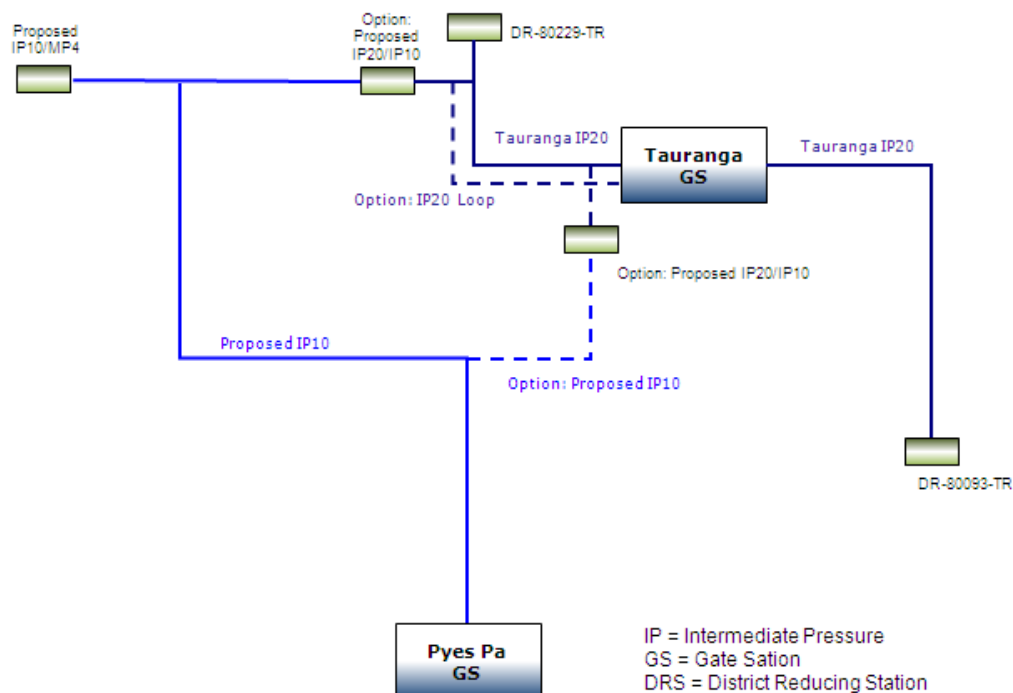 Proposed
IP10/MP4
Option:
Proposed
IP20/IP10
DR-80229-TR
Tauranga IP20
Tauranga
GS
Tauranga IP20
Option: IP20 Loop
Option: Proposed IP20/IP10
Proposed IP10
Option: Proposed IP10
DR-80093-TR
Pyes Pa
GS
IP = Intermediate Pressure
GS = Gate Sation
DRS = District Reducing Station